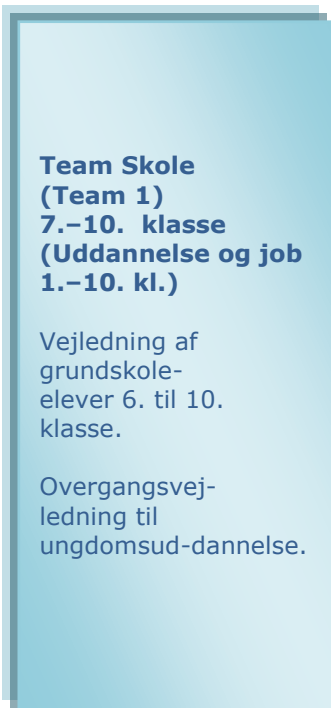 Team Skole
(Team 1)
7.–10. klasse
(Uddannelse og job
1.–10. kl.)
Vejledning af
grundskole-
elever 6. til 10.
klasse.
Overgangsvej-
ledning til
ungdomsud-dannelse.